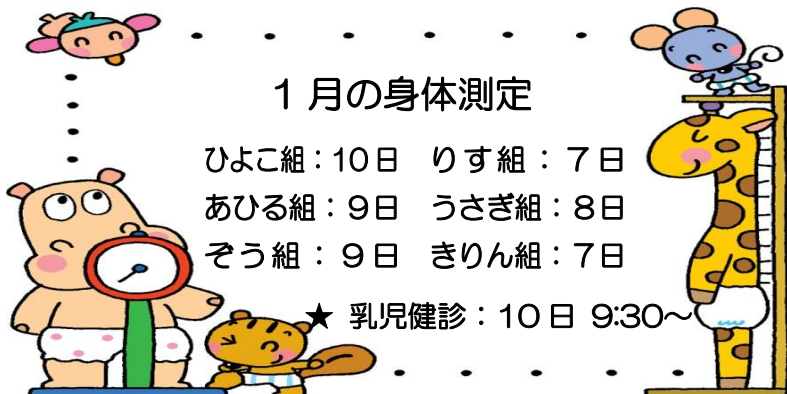 １月の身体測定
ひよこ組：10日　りす組：７日
あひる組：９日　うさぎ組：８日
ぞう組：９日　きりん組：７日
★ 乳児健診：10日 9:30～